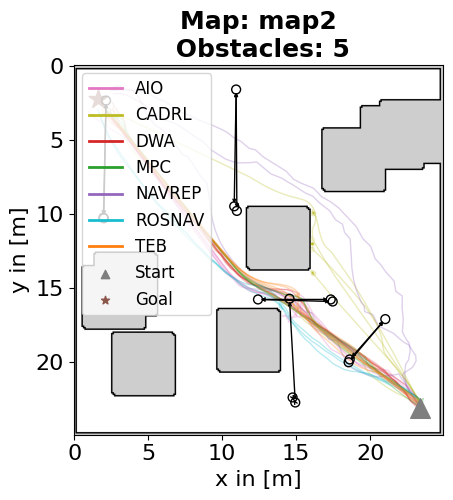 Map: map2
Obstacles: 5
0
5
10
15
20
y in [m]
AIO
CADRL
DWA
MPC
NAVREP
ROSNAV
TEB
Start
Goal
0
5
10
15
20
x in [m]